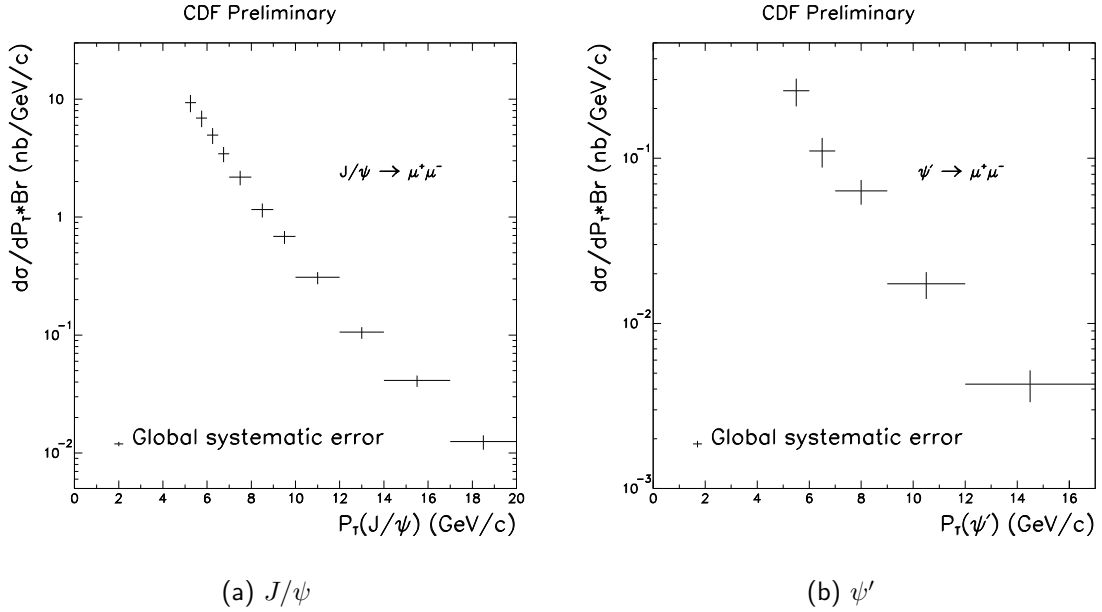 CDF Preliminary
dσ/dP_T*Br (nb/GeV/c)
10
1
10⁻¹
10⁻²
J/ψ → μ⁺μ⁻
Global systematic error
0 2 4 6 8 10 12 14 16 18 20
P_T(J/ψ) (GeV/c)
(a) J/ψ
CDF Preliminary
dσ/dP_T*Br (nb/GeV/c)
10⁻¹
10⁻²
10⁻³
ψ′ → μ⁺μ⁻
Global systematic error
0 2 4 6 8 10 12 14 16
P_T(ψ′) (GeV/c)
(b) ψ′